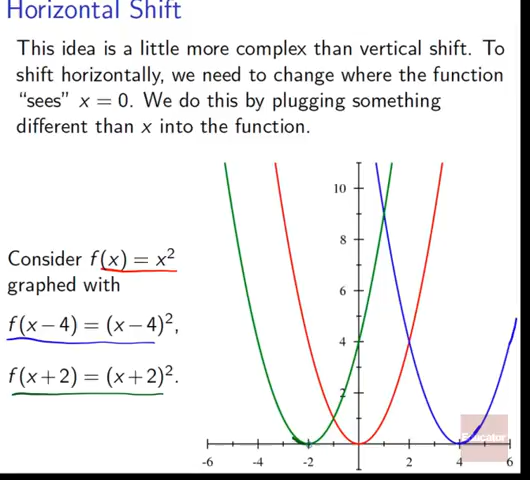 Horizontal Shift
This idea is a little more complex than vertical shift. To
shift horizontally, we need to change where the function
“sees” x = 0. We do this by plugging something
different than x into the function.
Consider f(x) = x²
graphed with
f(x−4) = (x−4)²,
f(x+2) = (x+2)².
10
8
6
4
2
-6 -4 -2 2 4 6
Educator